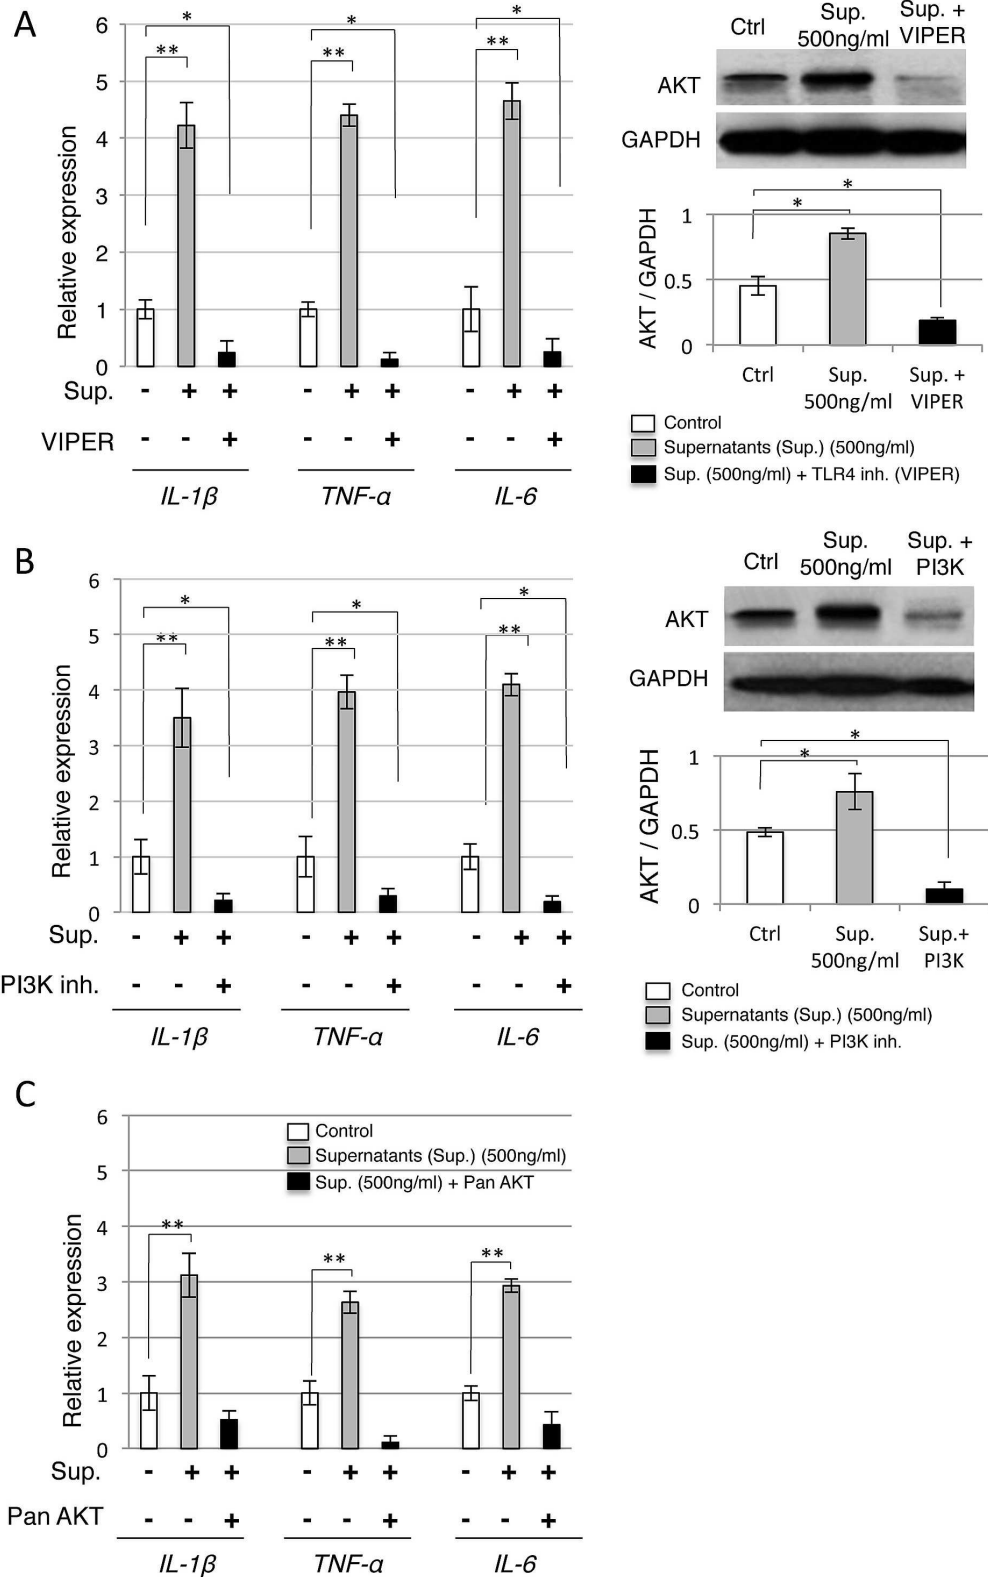 A
6
5
4
3
2
1
0
Relative expression
** *
** *
** *
Sup. - + + - + + - + +
VIPER - - + - - + - - +
IL-1β TNF-α IL-6
Ctrl Sup. 500ng/ml Sup. + VIPER
AKT
GAPDH
AKT / GAPDH
1
0.5
0
* *
Ctrl Sup. 500ng/ml Sup. + VIPER
Control
Supernatants (Sup.) (500ng/ml)
Sup. (500ng/ml) + TLR4 inh. (VIPER)
B
6
5
4
3
2
1
0
Relative expression
** *
** *
** *
Sup. - + + - + + - + +
PI3K inh. - - + - - + - - +
IL-1β TNF-α IL-6
Ctrl Sup. 500ng/ml Sup. + PI3K
AKT
GAPDH
AKT / GAPDH
1
0.5
0
* *
Ctrl Sup. 500ng/ml Sup.+ PI3K
Control
Supernatants (Sup.) (500ng/ml)
Sup. (500ng/ml) + PI3K inh.
C
6
5
4
3
2
1
0
Relative expression
Control
Supernatants (Sup.) (500ng/ml)
Sup. (500ng/ml) + Pan AKT
** ** **
Sup. - + + - + + - + +
Pan AKT - - + - - + - - +
IL-1β TNF-α IL-6